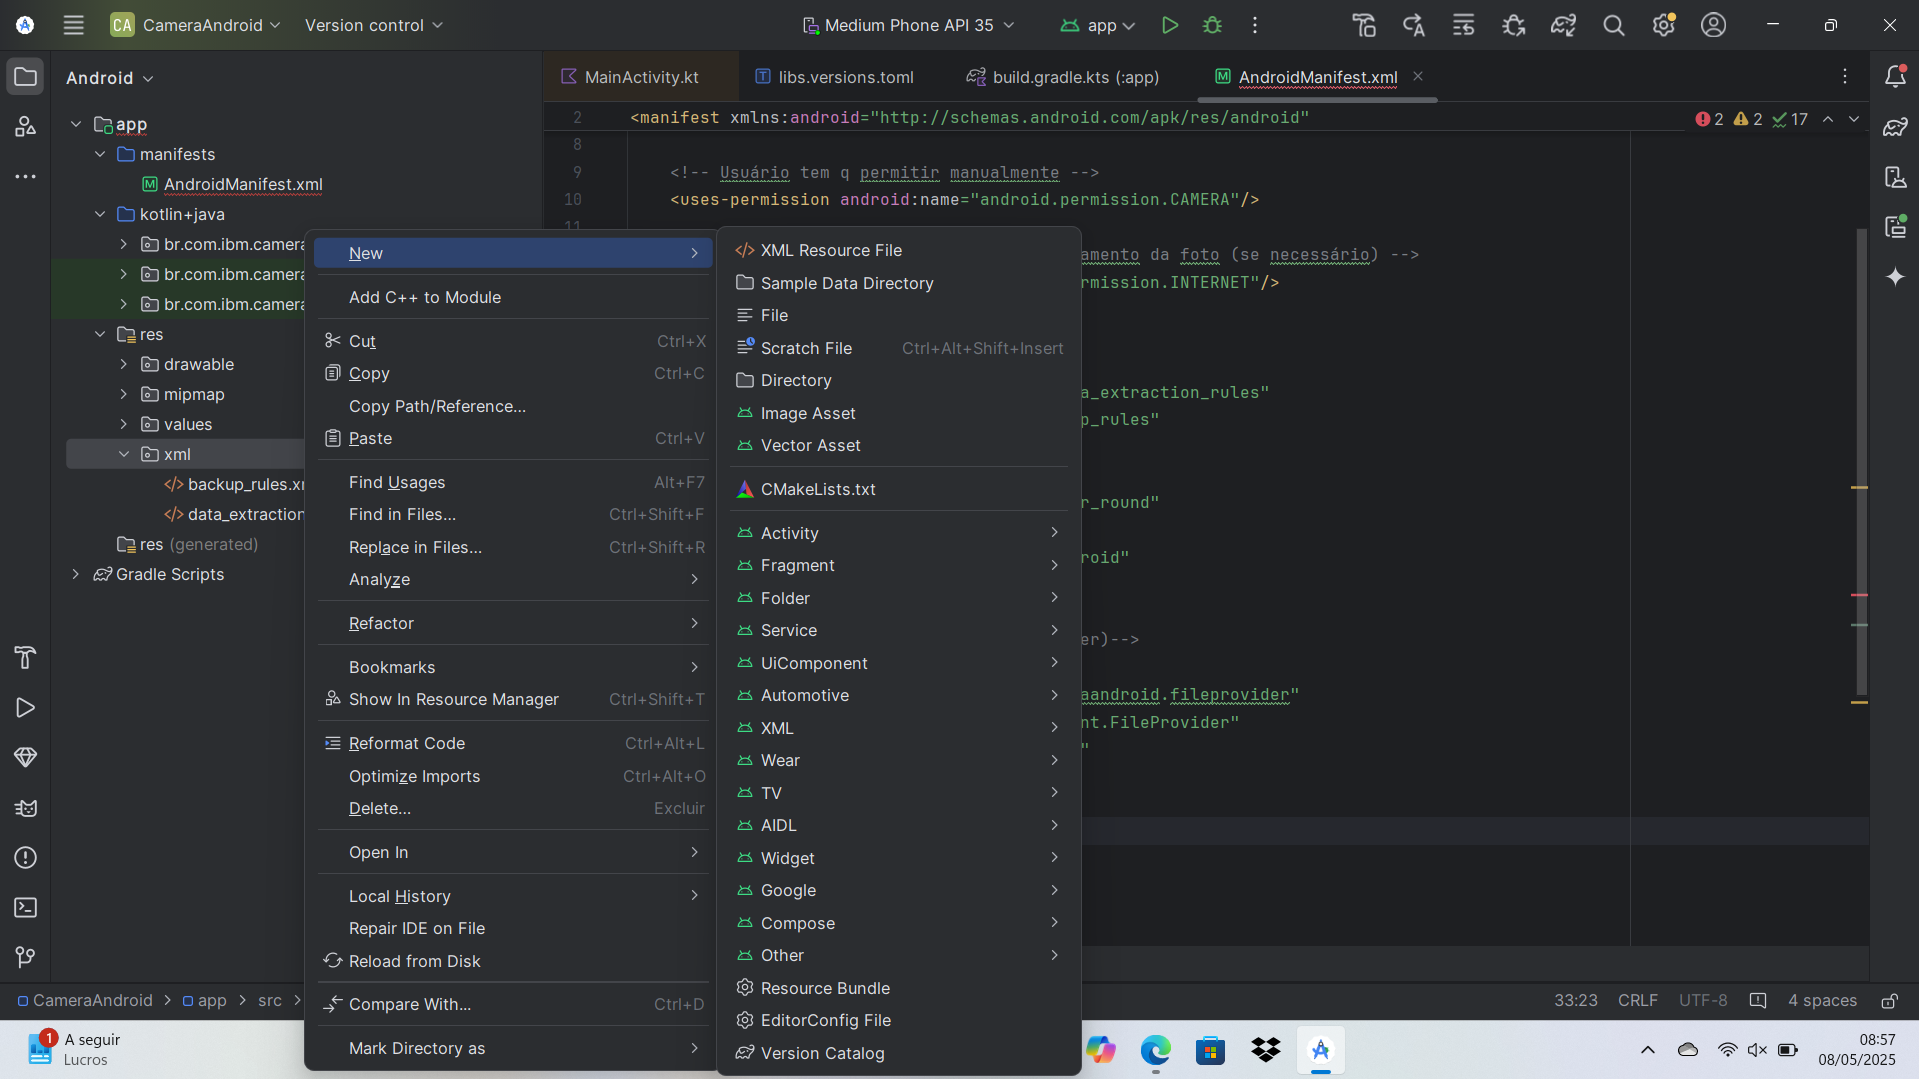 CA CameraAndroid Version control Medium Phone API 35 app
Android
MainActivity.kt libs.versions.toml build.gradle.kts (:app) AndroidManifest.xml
app
manifests
AndroidManifest.xml
kotlin+java
br.com.ibm.camera
br.com.ibm.camera
br.com.ibm.camera
res
drawable
mipmap
values
xml
backup_rules.x
data_extraction
res (generated)
Gradle Scripts
2 <manifest xmlns:android="http://schemas.android.com/apk/res/android"
2 2 17
8
9 <!-- Usuário tem q permitir manualmente -->
10 <uses-permission android:name="android.permission.CAMERA"/>
11
amento da foto (se necessário) -->
rmission.INTERNET"/>
a_extraction_rules"
p_rules"
r_round"
roid"
er)-->
aandroid.fileprovider"
nt.FileProvider"
"
New
Add C++ to Module
Cut Ctrl+X
Copy Ctrl+C
Copy Path/Reference...
Paste Ctrl+V
Find Usages Alt+F7
Find in Files... Ctrl+Shift+F
Replace in Files... Ctrl+Shift+R
Analyze
Refactor
Bookmarks
Show In Resource Manager Ctrl+Shift+T
Reformat Code Ctrl+Alt+L
Optimize Imports Ctrl+Alt+O
Delete... Excluir
Open In
Local History
Repair IDE on File
Reload from Disk
Compare With... Ctrl+D
Mark Directory as
XML Resource File
Sample Data Directory
File
Scratch File Ctrl+Alt+Shift+Insert
Directory
Image Asset
Vector Asset
CMakeLists.txt
Activity
Fragment
Folder
Service
UiComponent
Automotive
XML
Wear
TV
AIDL
Widget
Google
Compose
Other
Resource Bundle
EditorConfig File
Version Catalog
CameraAndroid > app > src >
33:23 CRLF UTF-8 4 spaces
1
A seguir
Lucros
08:57
08/05/2025